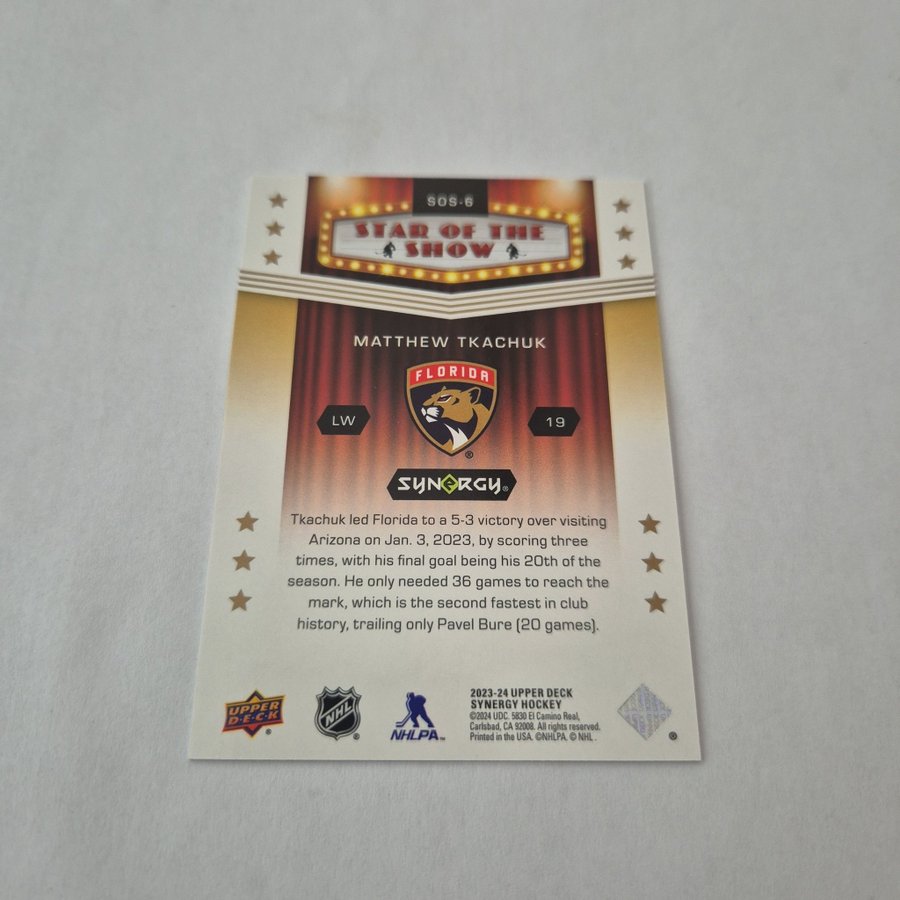 SOS-6
STAR OF THE
SHOW
MATTHEW TKACHUK
FLORIDA
LW
19
®
SYNERGY®
Tkachuk led Florida to a 5-3 victory over visiting
Arizona on Jan. 3, 2023, by scoring three
times, with his final goal being his 20th of the
season. He only needed 36 games to reach the
mark, which is the second fastest in club
history, trailing only Pavel Bure (20 games).
UPPER
D·E·C·K
®
NHL
®
NHLPA™
2023-24 UPPER DECK
SYNERGY HOCKEY
©2024 UDC. 5830 El Camino Real,
Carlsbad, CA 92008. All rights reserved.
Printed in the USA. ©NHLPA. © NHL.
®